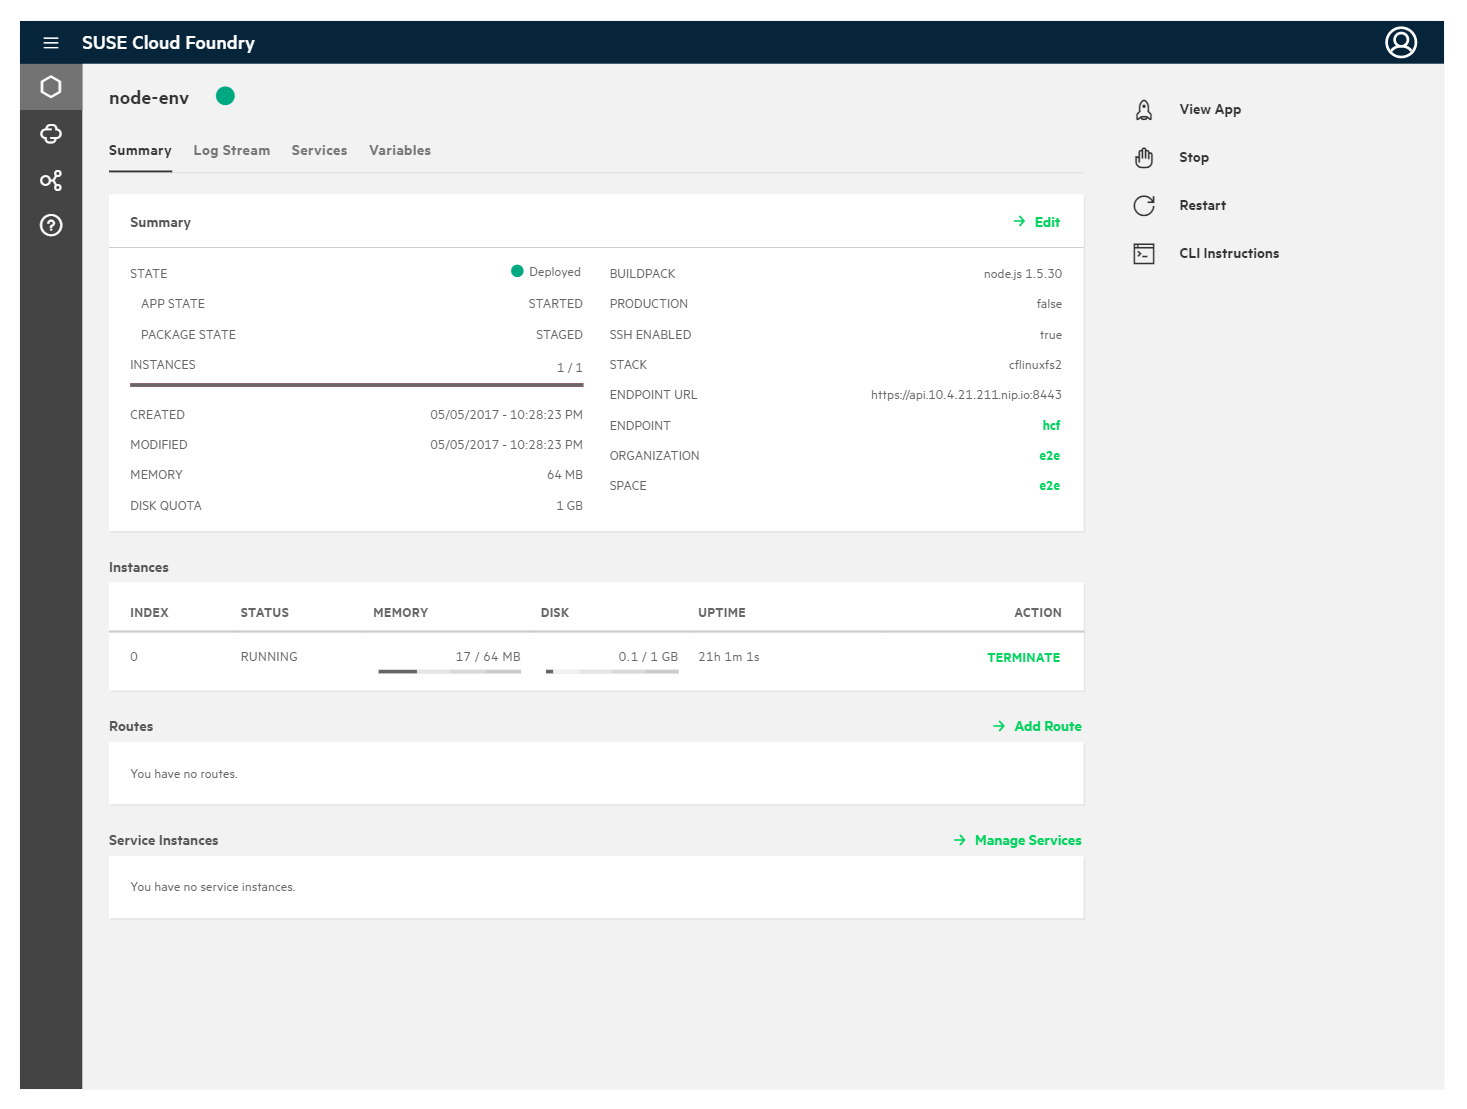 SUSE Cloud Foundry
node-env
Summary Log Stream Services Variables
View App
Stop
Restart
CLI Instructions
Summary Edit
STATE Deployed
APP STATE STARTED
PACKAGE STATE STAGED
INSTANCES 1 / 1
CREATED 05/05/2017 - 10:28:23 PM
MODIFIED 05/05/2017 - 10:28:23 PM
MEMORY 64 MB
DISK QUOTA 1 GB
BUILDPACK node.js 1.5.30
PRODUCTION false
SSH ENABLED true
STACK cflinuxfs2
ENDPOINT URL https://api.10.4.21.211.nip.io:8443
ENDPOINT hcf
ORGANIZATION e2e
SPACE e2e
Instances
INDEX STATUS MEMORY DISK UPTIME ACTION
0 RUNNING 17 / 64 MB 0.1 / 1 GB 21h 1m 1s TERMINATE
Routes Add Route
You have no routes.
Service Instances Manage Services
You have no service instances.